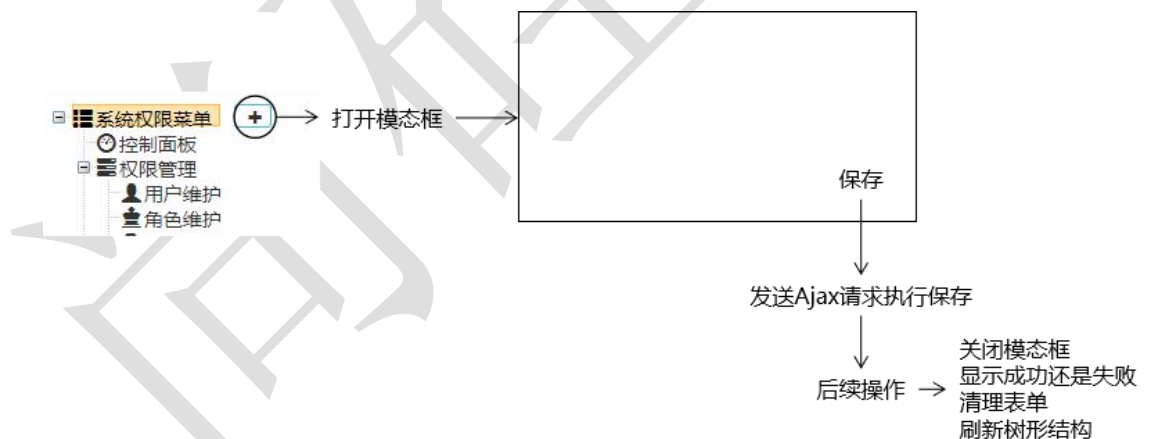 系统权限菜单
+
打开模态框
控制面板
权限管理
用户维护
角色维护
保存
发送Ajax请求执行保存
后续操作
关闭模态框
显示成功还是失败
清理表单
刷新树形结构